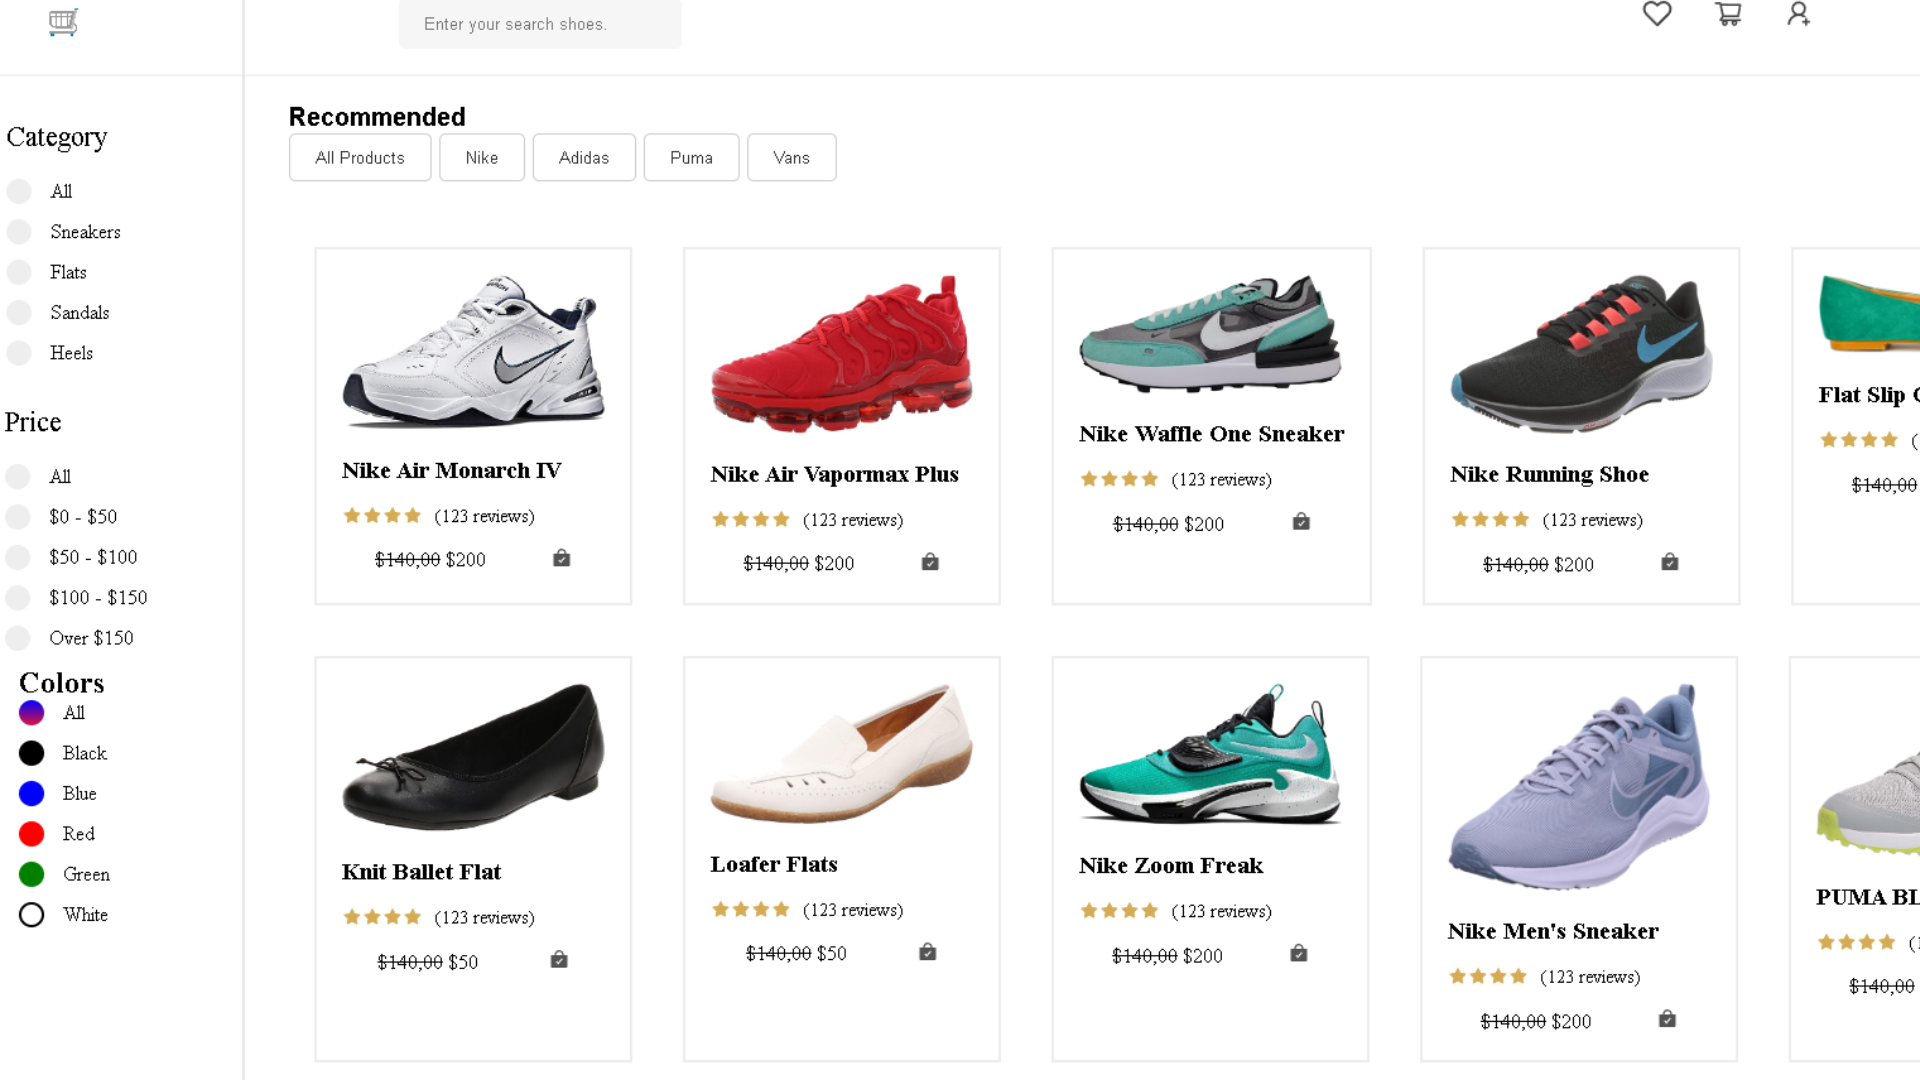 Enter your search shoes.
Category
All
Sneakers
Flats
Sandals
Heels
Price
All
$0 - $50
$50 - $100
$100 - $150
Over $150
Colors
All
Black
Blue
Red
Green
White
Recommended
All Products
Nike
Adidas
Puma
Vans
Nike Air Monarch IV
(123 reviews)
$140,00 $200
Nike Air Vapormax Plus
(123 reviews)
$140,00 $200
Nike Waffle One Sneaker
(123 reviews)
$140,00 $200
Nike Running Shoe
(123 reviews)
$140,00 $200
Flat Slip
(
$140,00
Knit Ballet Flat
(123 reviews)
$140,00 $50
Loafer Flats
(123 reviews)
$140,00 $50
Nike Zoom Freak
(123 reviews)
$140,00 $200
Nike Men's Sneaker
(123 reviews)
$140,00 $200
PUMA BL
(1
$140,00